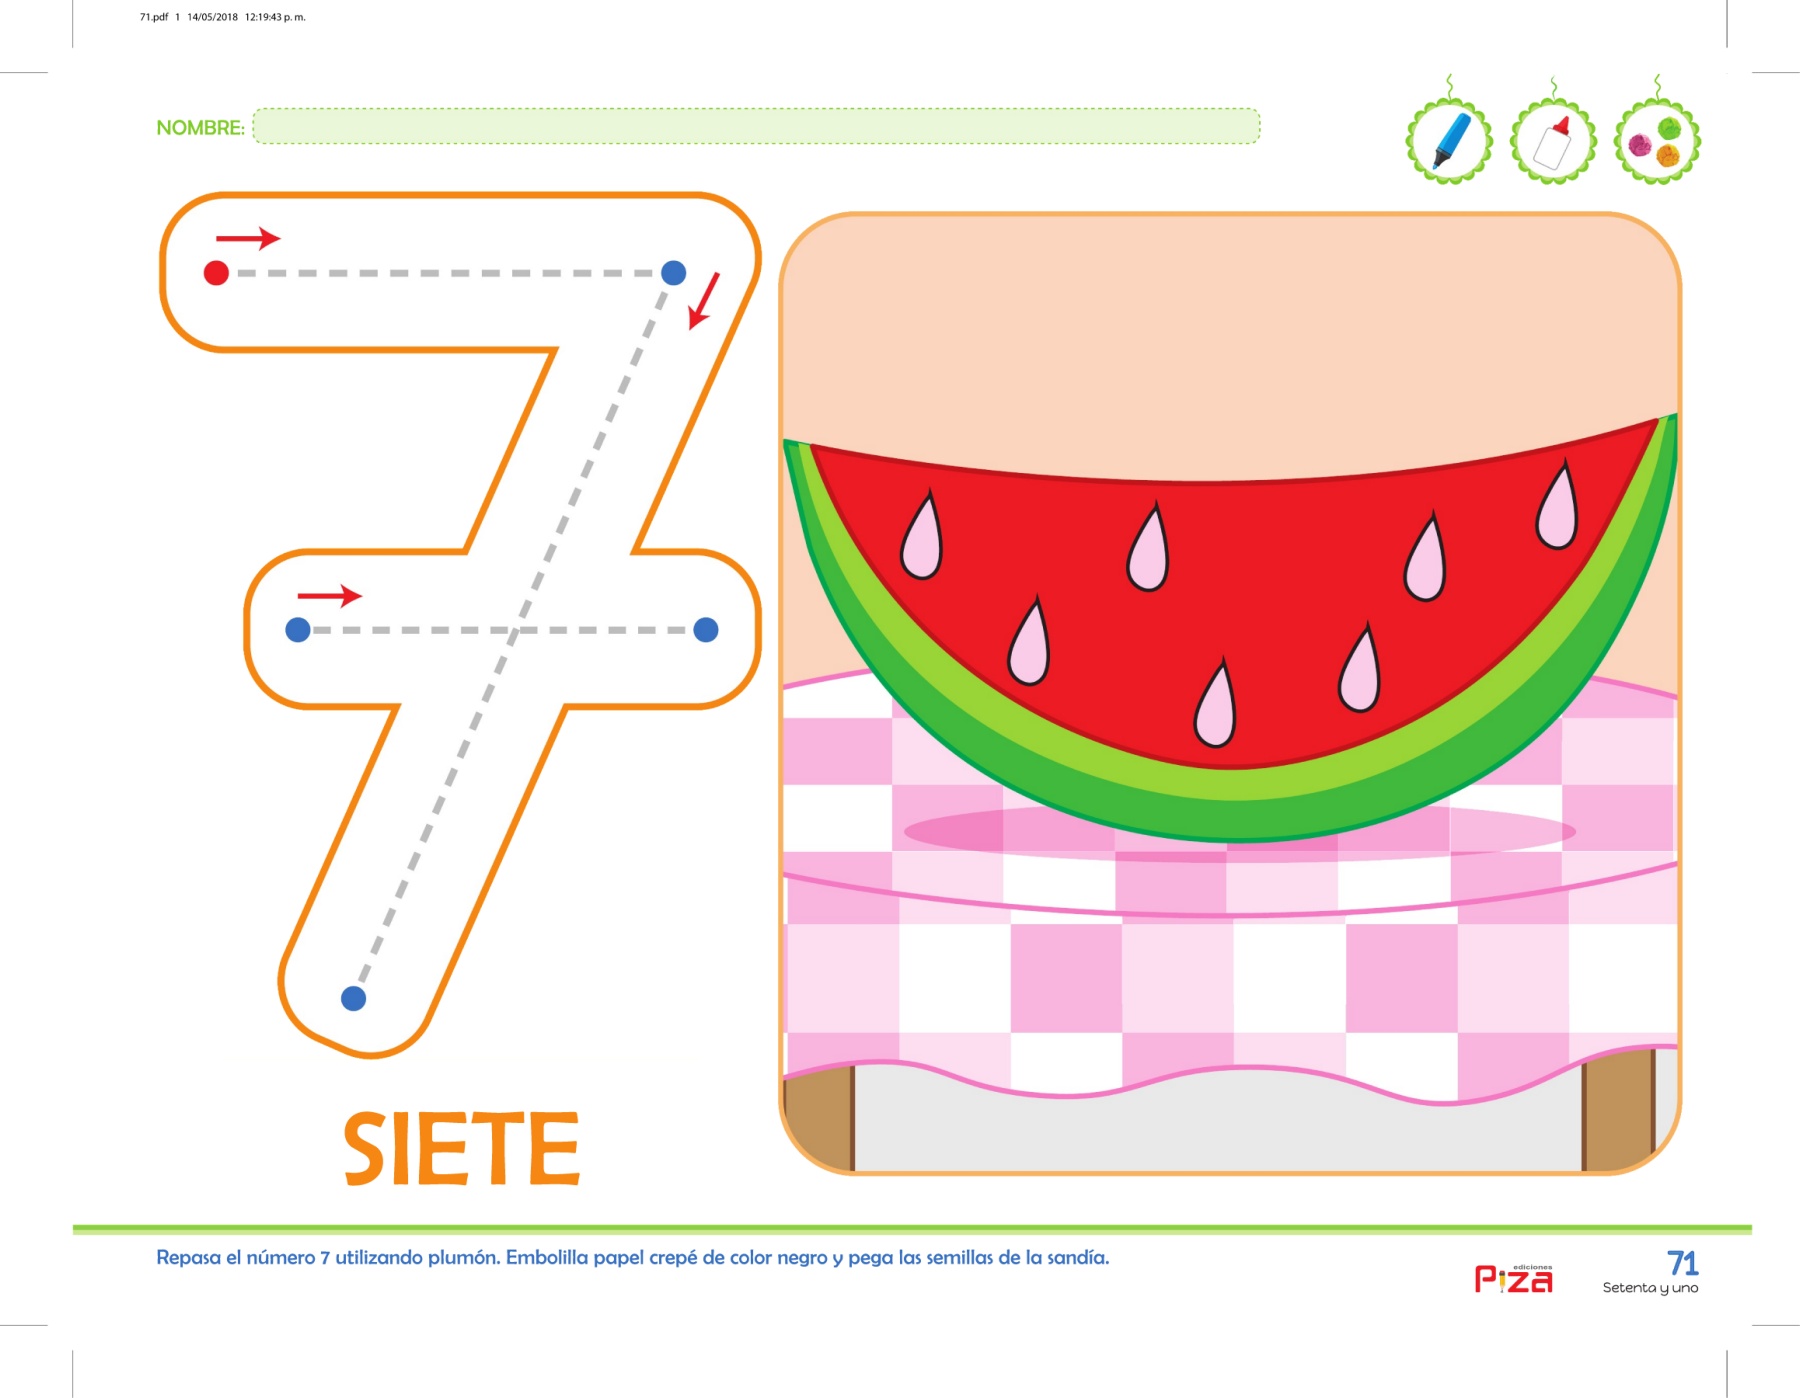 71.pdf 1 14/05/2018 12:19:43 p. m.
NOMBRE:
7
SIETE
Repasa el número 7 utilizando plumón. Embolilla papel crepé de color negro y pega las semillas de la sandía.
ediciones
Piza
71
Setenta y uno